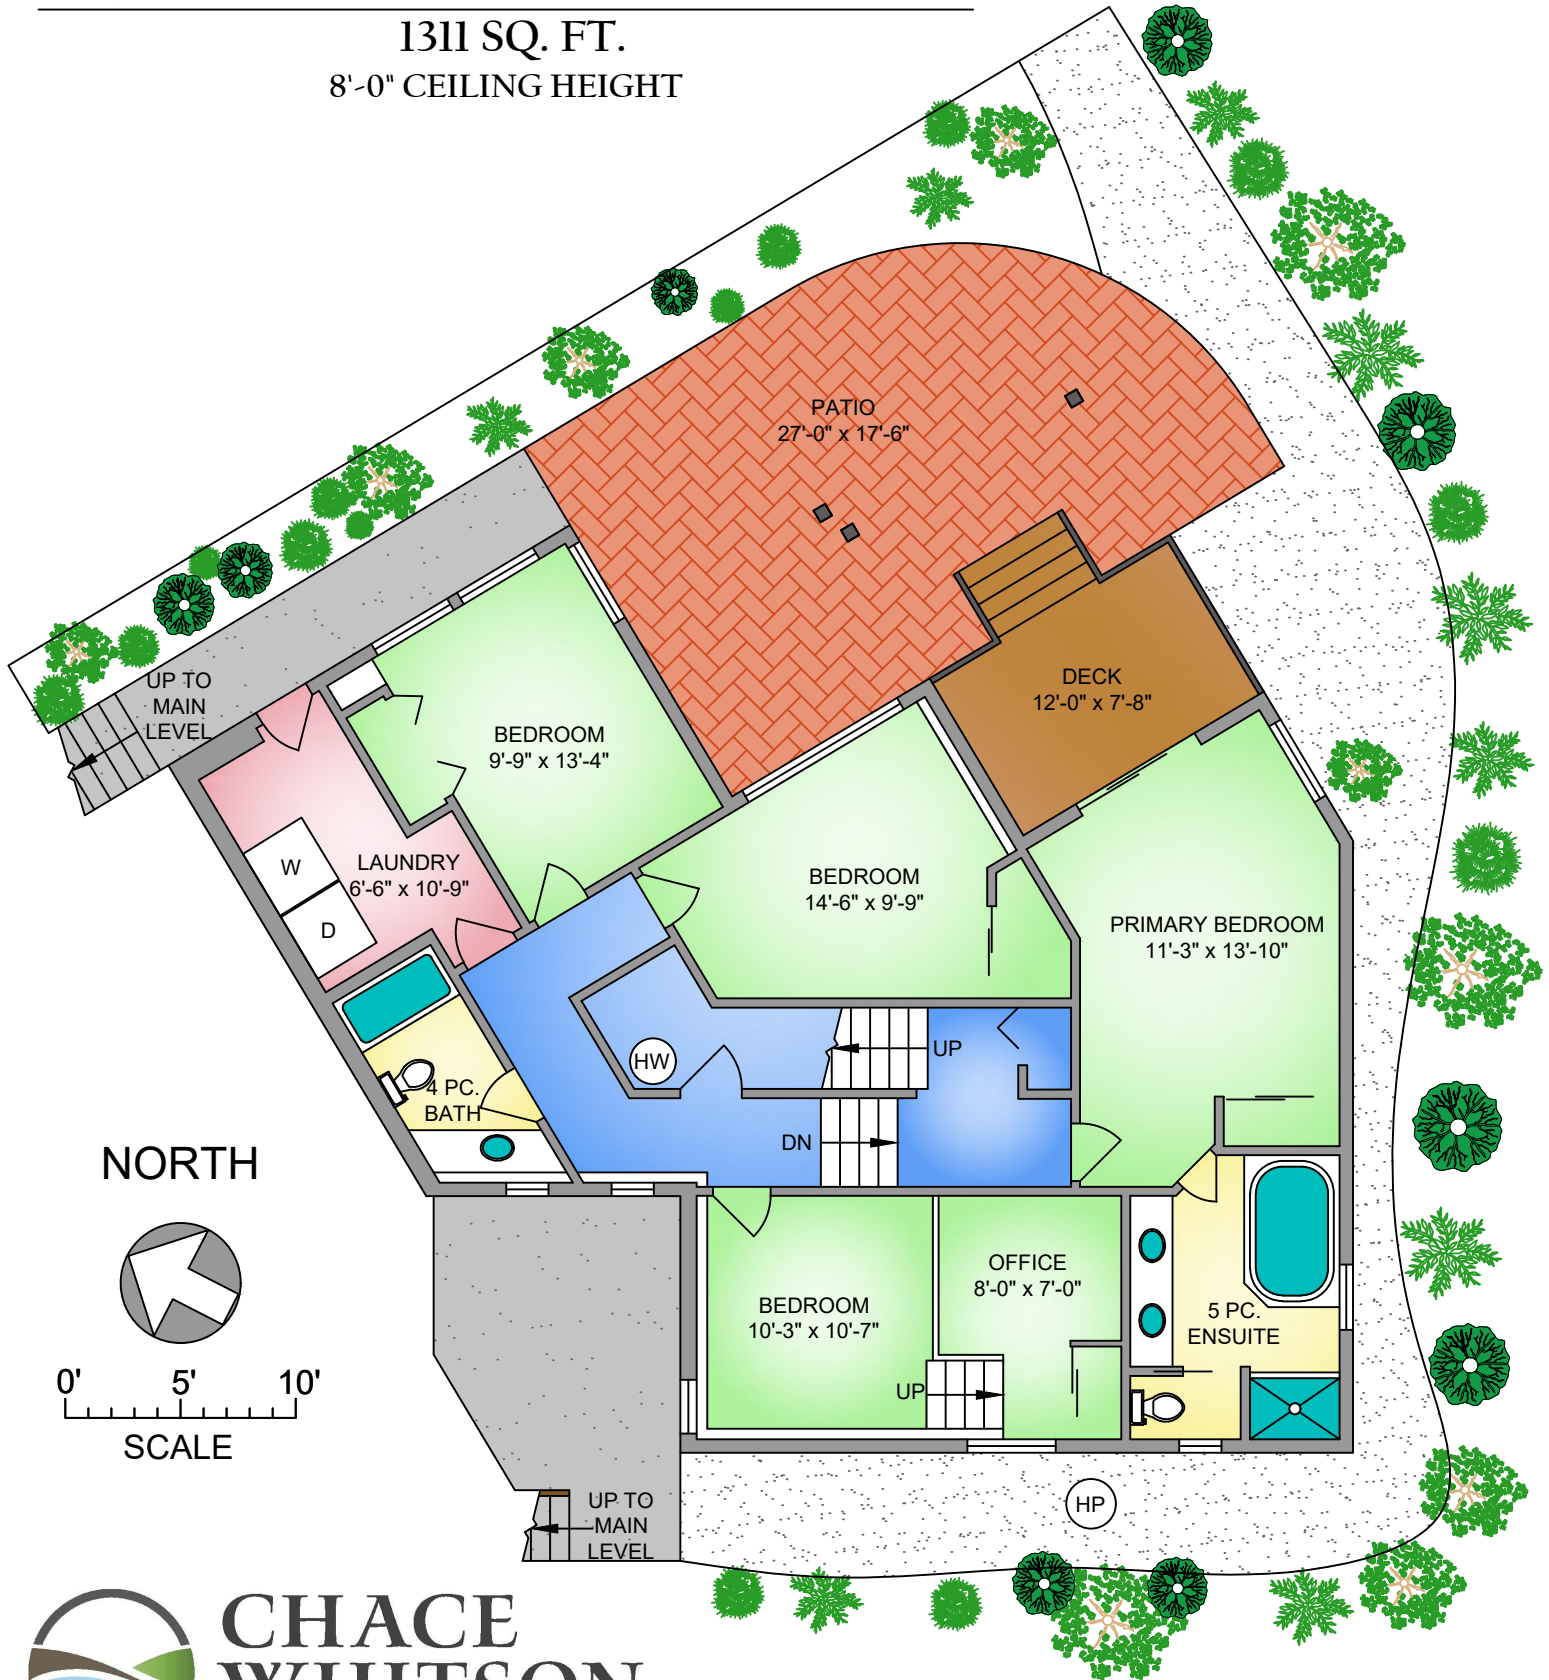 1311 SQ. FT.
8'-0" CEILING HEIGHT
PATIO
27'-0" x 17'-6"
UP TO
MAIN
LEVEL
DECK
12'-0" x 7'-8"
BEDROOM
9'-9" x 13'-4"
W
LAUNDRY
6'-6" x 10'-9"
D
BEDROOM
14'-6" x 9'-9"
PRIMARY BEDROOM
11'-3" x 13'-10"
HW
UP
4 PC.
BATH
DN
NORTH
OFFICE
8'-0" x 7'-0"
BEDROOM
10'-3" x 10'-7"
5 PC.
ENSUITE
UP
0' 5' 10'
SCALE
UP TO
MAIN
LEVEL
HP
CHACE
WHITSON